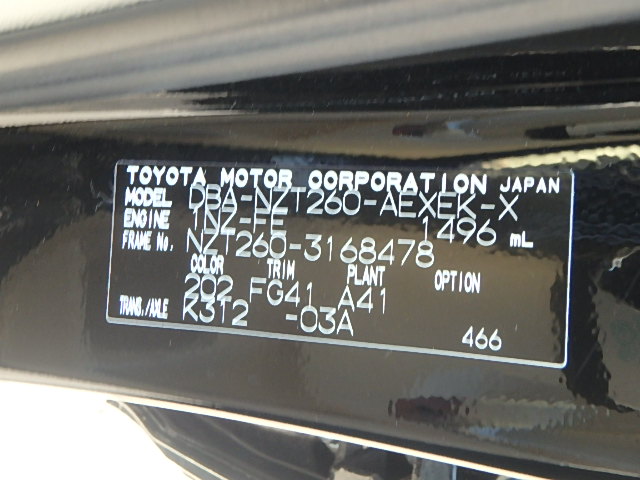 TOYOTA MOTOR CORPORATION JAPAN
MODEL DBA-NZT260-AEXEK-X
ENGINE 1NZ-FE 1496 mL
FRAME No. NZT260-3168478
COLOR TRIM PLANT OPTION
202 FG41 A41
TRANS./AXLE K312 -03A
466